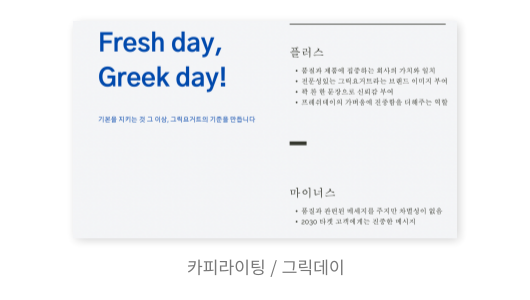 Fresh day,
Greek day!
기본을 지키는 것 그 이상, 그릭요거트의 기준을 만듭니다
플러스
• 품질과 제품에 집중하는 회사의 가치와 일치
• 전문성있는 그릭요거트라는 브랜드 이미지 부여
• 꽉 찬 한 문장으로 신뢰감 부여
• 프레쉬데이의 가벼움에 진중함을 더해주는 역할
마이너스
• 품질과 관련된 메세지를 주지만 차별성이 없음
• 2030 타겟 고객에게는 진중한 메시지
카피라이팅 / 그릭데이